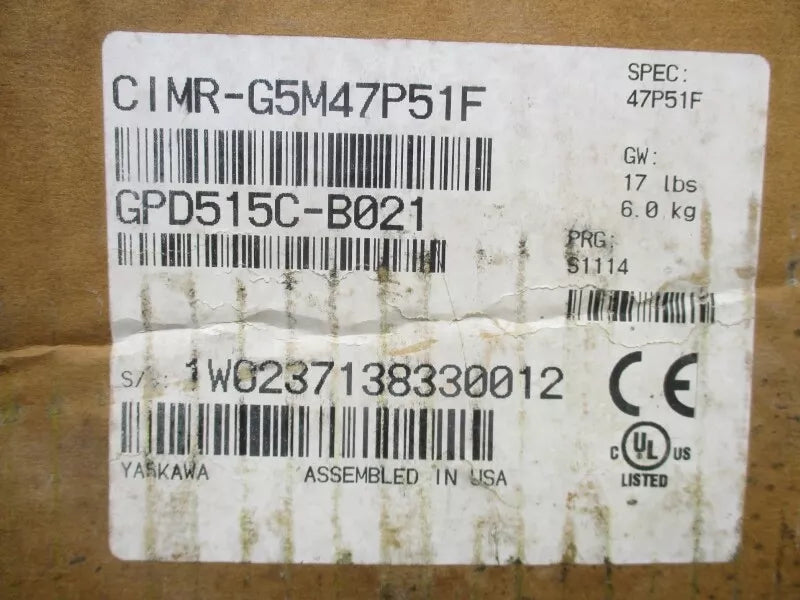 CIMR-G5M47P51F
SPEC:
47P51F
GW:
17 lbs
6.0 kg
GPD515C-B021
PRG:
S1114
S/N: 1W0237138330012
CE
C UL US
LISTED
YASKAWA ASSEMBLED IN USA